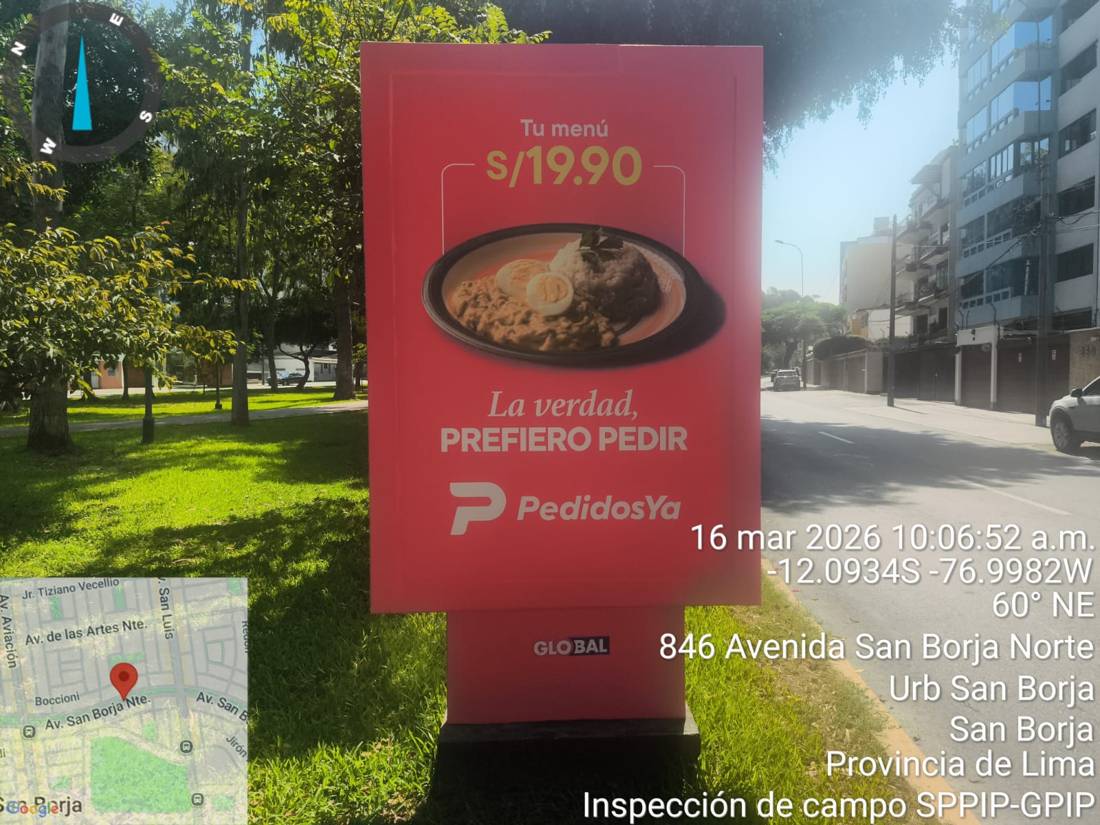 N
E
S
W
Tu menú
S/19.90
La verdad,
PREFIERO PEDIR
PedidosYa
GLOBAL
16 mar 2026 10:06:52 a.m.
-12.0934S -76.9982W
60° NE
846 Avenida San Borja Norte
Urb San Borja
San Borja
Provincia de Lima
Inspección de campo SPPIP-GPIP
Jr. Tiziano Vecellio
Av. Aviación
Av. San Luis
Av. de las Artes Nte.
Boccioni
Av. San Borja Nte.
Av. San B
Jirón
Google